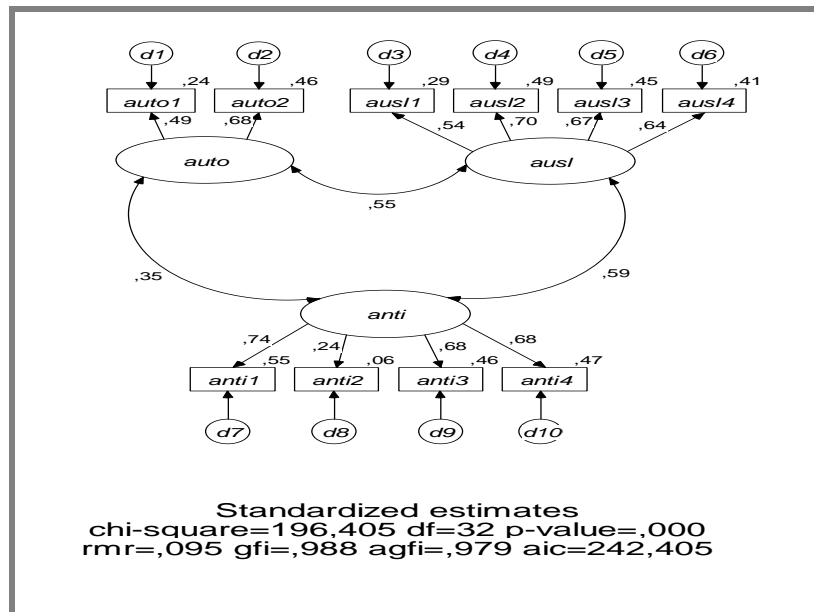 d1 d2 d3 d4 d5 d6
,24 ,46 ,29 ,49 ,45 ,41
auto1 auto2 ausl1 ausl2 ausl3 ausl4
,49 ,68 ,54 ,70 ,67 ,64
auto ausl
,55
,35 ,59
anti
,74 ,24 ,68 ,68
,55 ,06 ,46 ,47
anti1 anti2 anti3 anti4
d7 d8 d9 d10
Standardized estimates
chi-square=196,405 df=32 p-value=,000
rmr=,095 gfi=,988 agfi=,979 aic=242,405